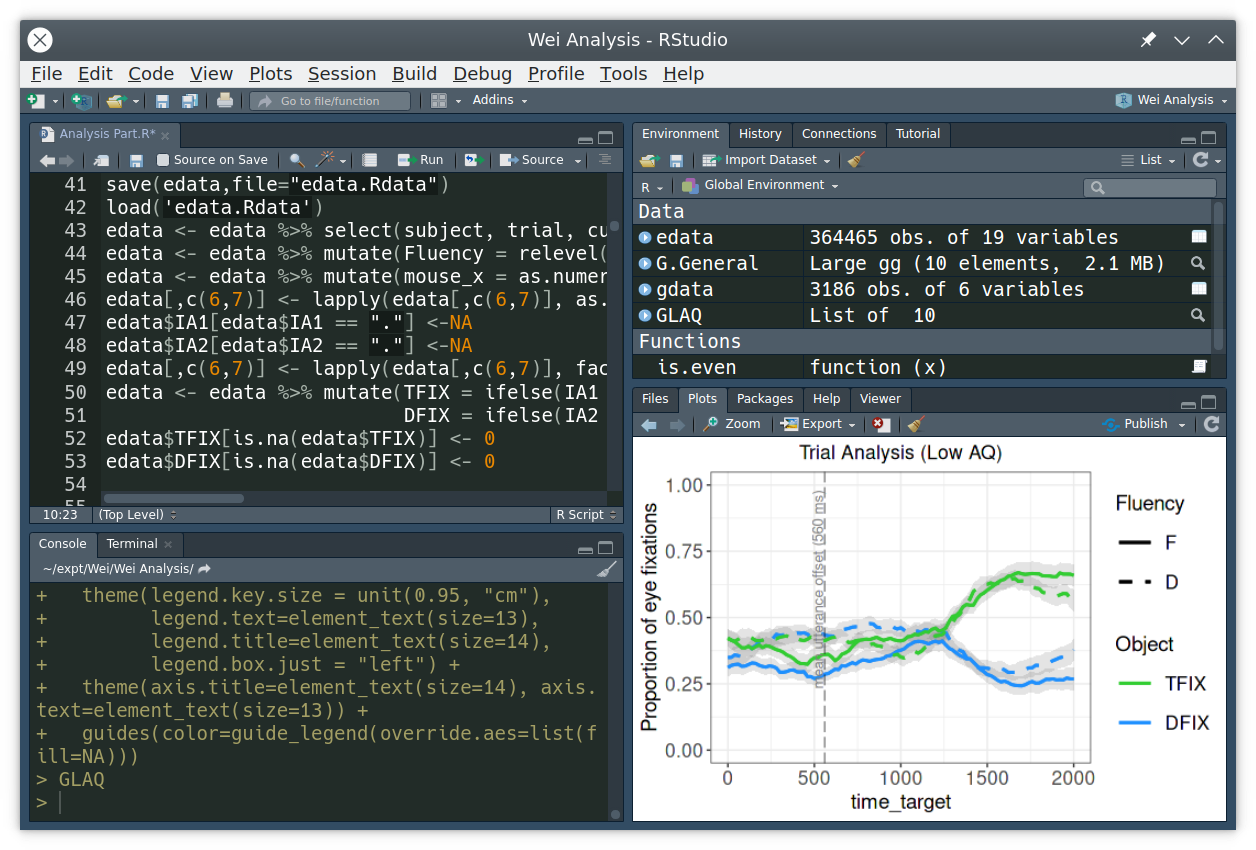 Wei Analysis - RStudio
File Edit Code View Plots Session Build Debug Profile Tools Help
Go to file/function Addins Wei Analysis
Analysis Part.R*
Source on Save Run Source
41 save(edata,file="edata.Rdata")
42 load('edata.Rdata')
43 edata <- edata %>% select(subject, trial, cu
44 edata <- edata %>% mutate(Fluency = relevel(
45 edata <- edata %>% mutate(mouse_x = as.numer
46 edata[,c(6,7)] <- lapply(edata[,c(6,7)], as.
47 edata$IA1[edata$IA1 == "."] <-NA
48 edata$IA2[edata$IA2 == "."] <-NA
49 edata[,c(6,7)] <- lapply(edata[,c(6,7)], fac
50 edata <- edata %>% mutate(TFIX = ifelse(IA1
51 DFIX = ifelse(IA2
52 edata$TFIX[is.na(edata$TFIX)] <- 0
53 edata$DFIX[is.na(edata$DFIX)] <- 0
54
55
10:23 (Top Level) R Script
Console Terminal
~/expt/Wei/Wei Analysis/
+   theme(legend.key.size = unit(0.95, "cm"),
+         legend.text=element_text(size=13),
+         legend.title=element_text(size=14),
+         legend.box.just = "left") +
+   theme(axis.title=element_text(size=14), axis.
text=element_text(size=13)) +
+   guides(color=guide_legend(override.aes=list(f
ill=NA)))
> GLAQ
>
Environment History Connections Tutorial
Import Dataset List
R Global Environment
Data
edata 364465 obs. of 19 variables
G.General Large gg (10 elements,  2.1 MB)
gdata 3186 obs. of 6 variables
GLAQ List of  10
Functions
is.even function (x)
Files Plots Packages Help Viewer
Zoom Export Publish
Trial Analysis (Low AQ)
Proportion of eye fixations
1.00
0.75
0.50
0.25
0.00
mean utterance offset (560 ms)
0 500 1000 1500 2000
time_target
Fluency
F
D
Object
TFIX
DFIX